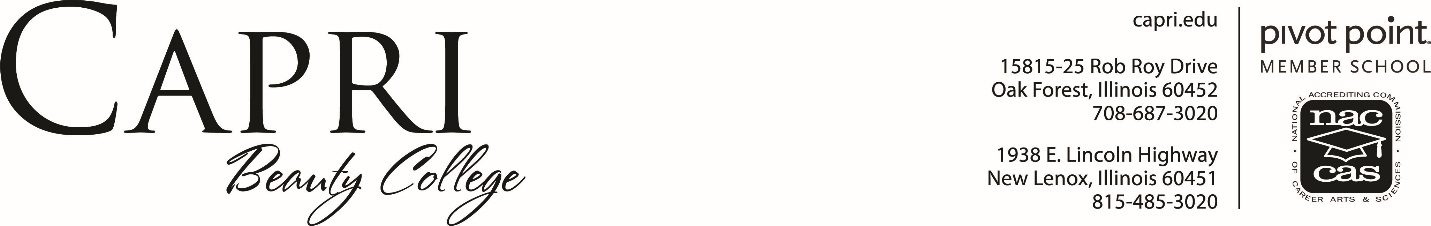 CAPRI
Beauty College
capri.edu
15815-25 Rob Roy Drive
Oak Forest, Illinois 60452
708-687-3020
1938 E. Lincoln Highway
New Lenox, Illinois 60451
815-485-3020
pivot point
MEMBER SCHOOL
NATIONAL ACCREDITING COMMISSION OF CAREER ARTS & SCIENCES
nac
cas